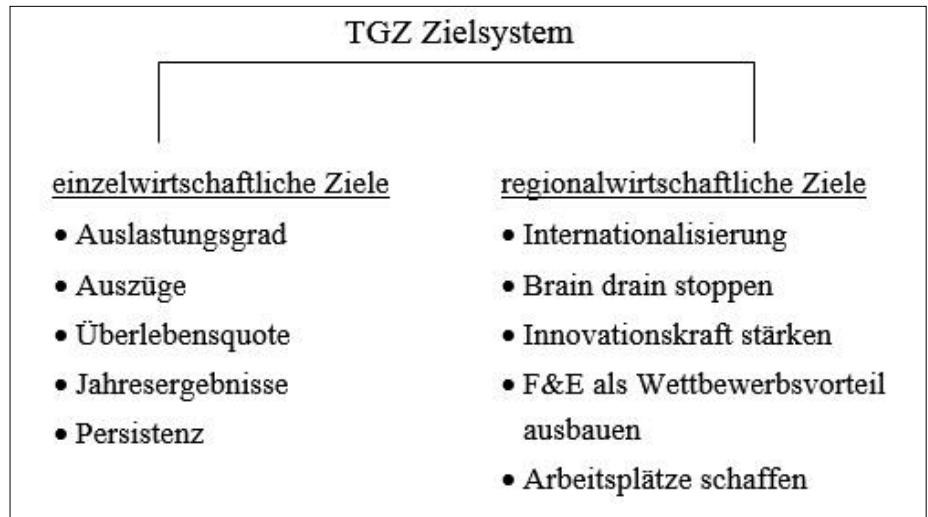 TGZ Zielsystem
einzelwirtschaftliche Ziele
• Auslastungsgrad
• Auszüge
• Überlebensquote
• Jahresergebnisse
• Persistenz
regionalwirtschaftliche Ziele
• Internationalisierung
• Brain drain stoppen
• Innovationskraft stärken
• F&E als Wettbewerbsvorteil
ausbauen
• Arbeitsplätze schaffen